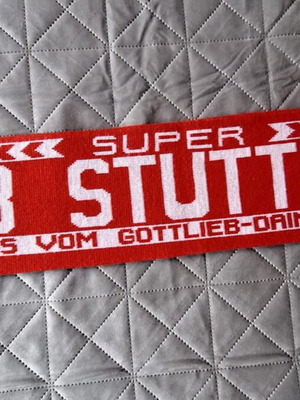 SUPER
B STUTT
S VOM GOTTLIEB-DAIM